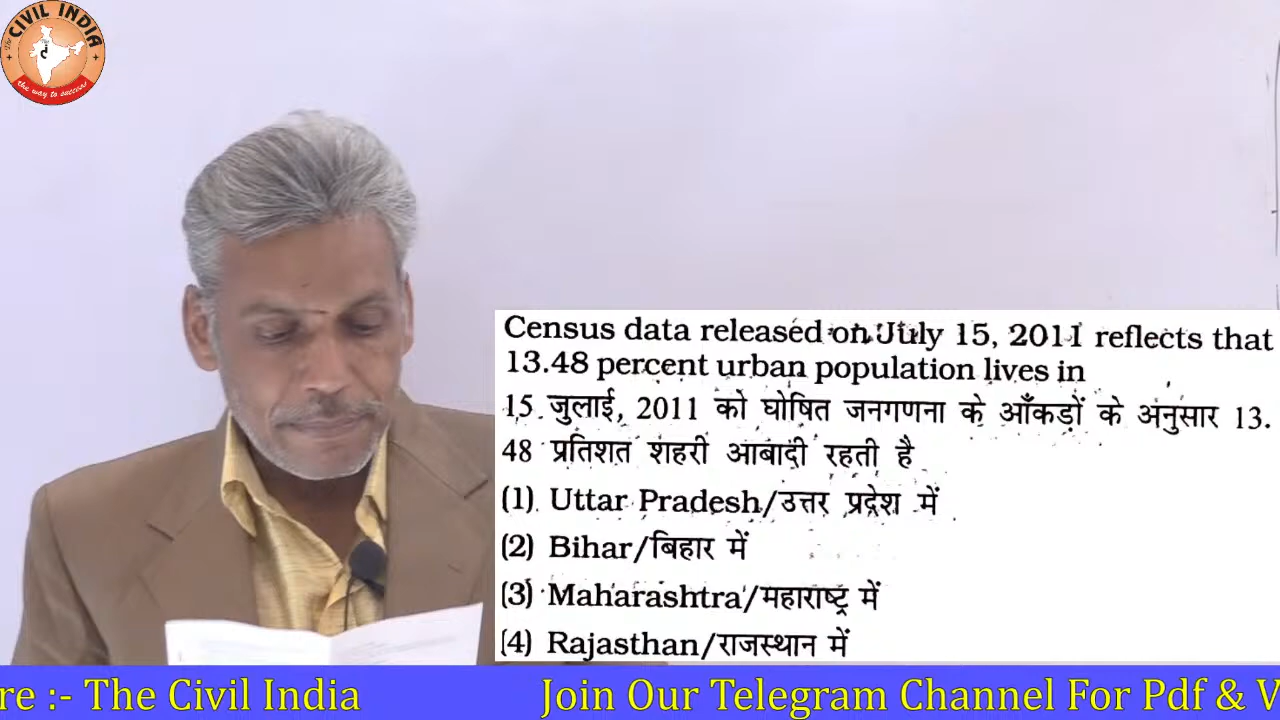 The CIVIL INDIA
the way to success
Census data released on July 15, 2011 reflects that
13.48 percent urban population lives in
15 जुलाई, 2011 को घोषित जनगणना के आँकड़ों के अनुसार 13.
48 प्रतिशत शहरी आबादी रहती है
(1) Uttar Pradesh/उत्तर प्रदेश में
(2) Bihar/बिहार में
(3) Maharashtra/महाराष्ट्र में
(4) Rajasthan/राजस्थान में
re :- The Civil India Join Our Telegram Channel For Pdf & V